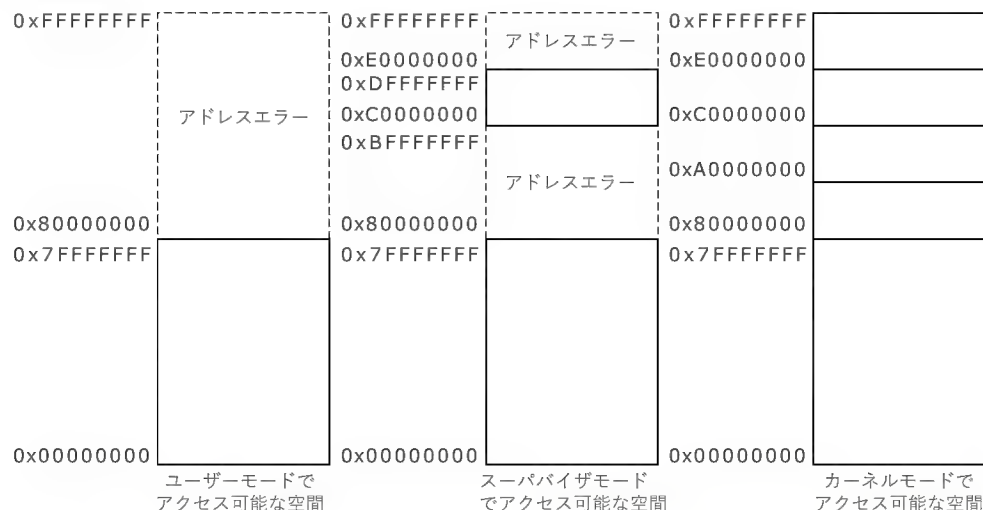 0xFFFFFFFF
アドレスエラー
0x80000000
0x7FFFFFFF
0x00000000
ユーザーモードで
アクセス可能な空間
0xFFFFFFFF
アドレスエラー
0xE0000000
0xDFFFFFFF
0xC0000000
0xBFFFFFFF
アドレスエラー
0x80000000
0x7FFFFFFF
0x00000000
スーパバイザモード
でアクセス可能な空間
0xFFFFFFFF
0xE0000000
0xC0000000
0xA0000000
0x80000000
0x7FFFFFFF
0x00000000
カーネルモードで
アクセス可能な空間